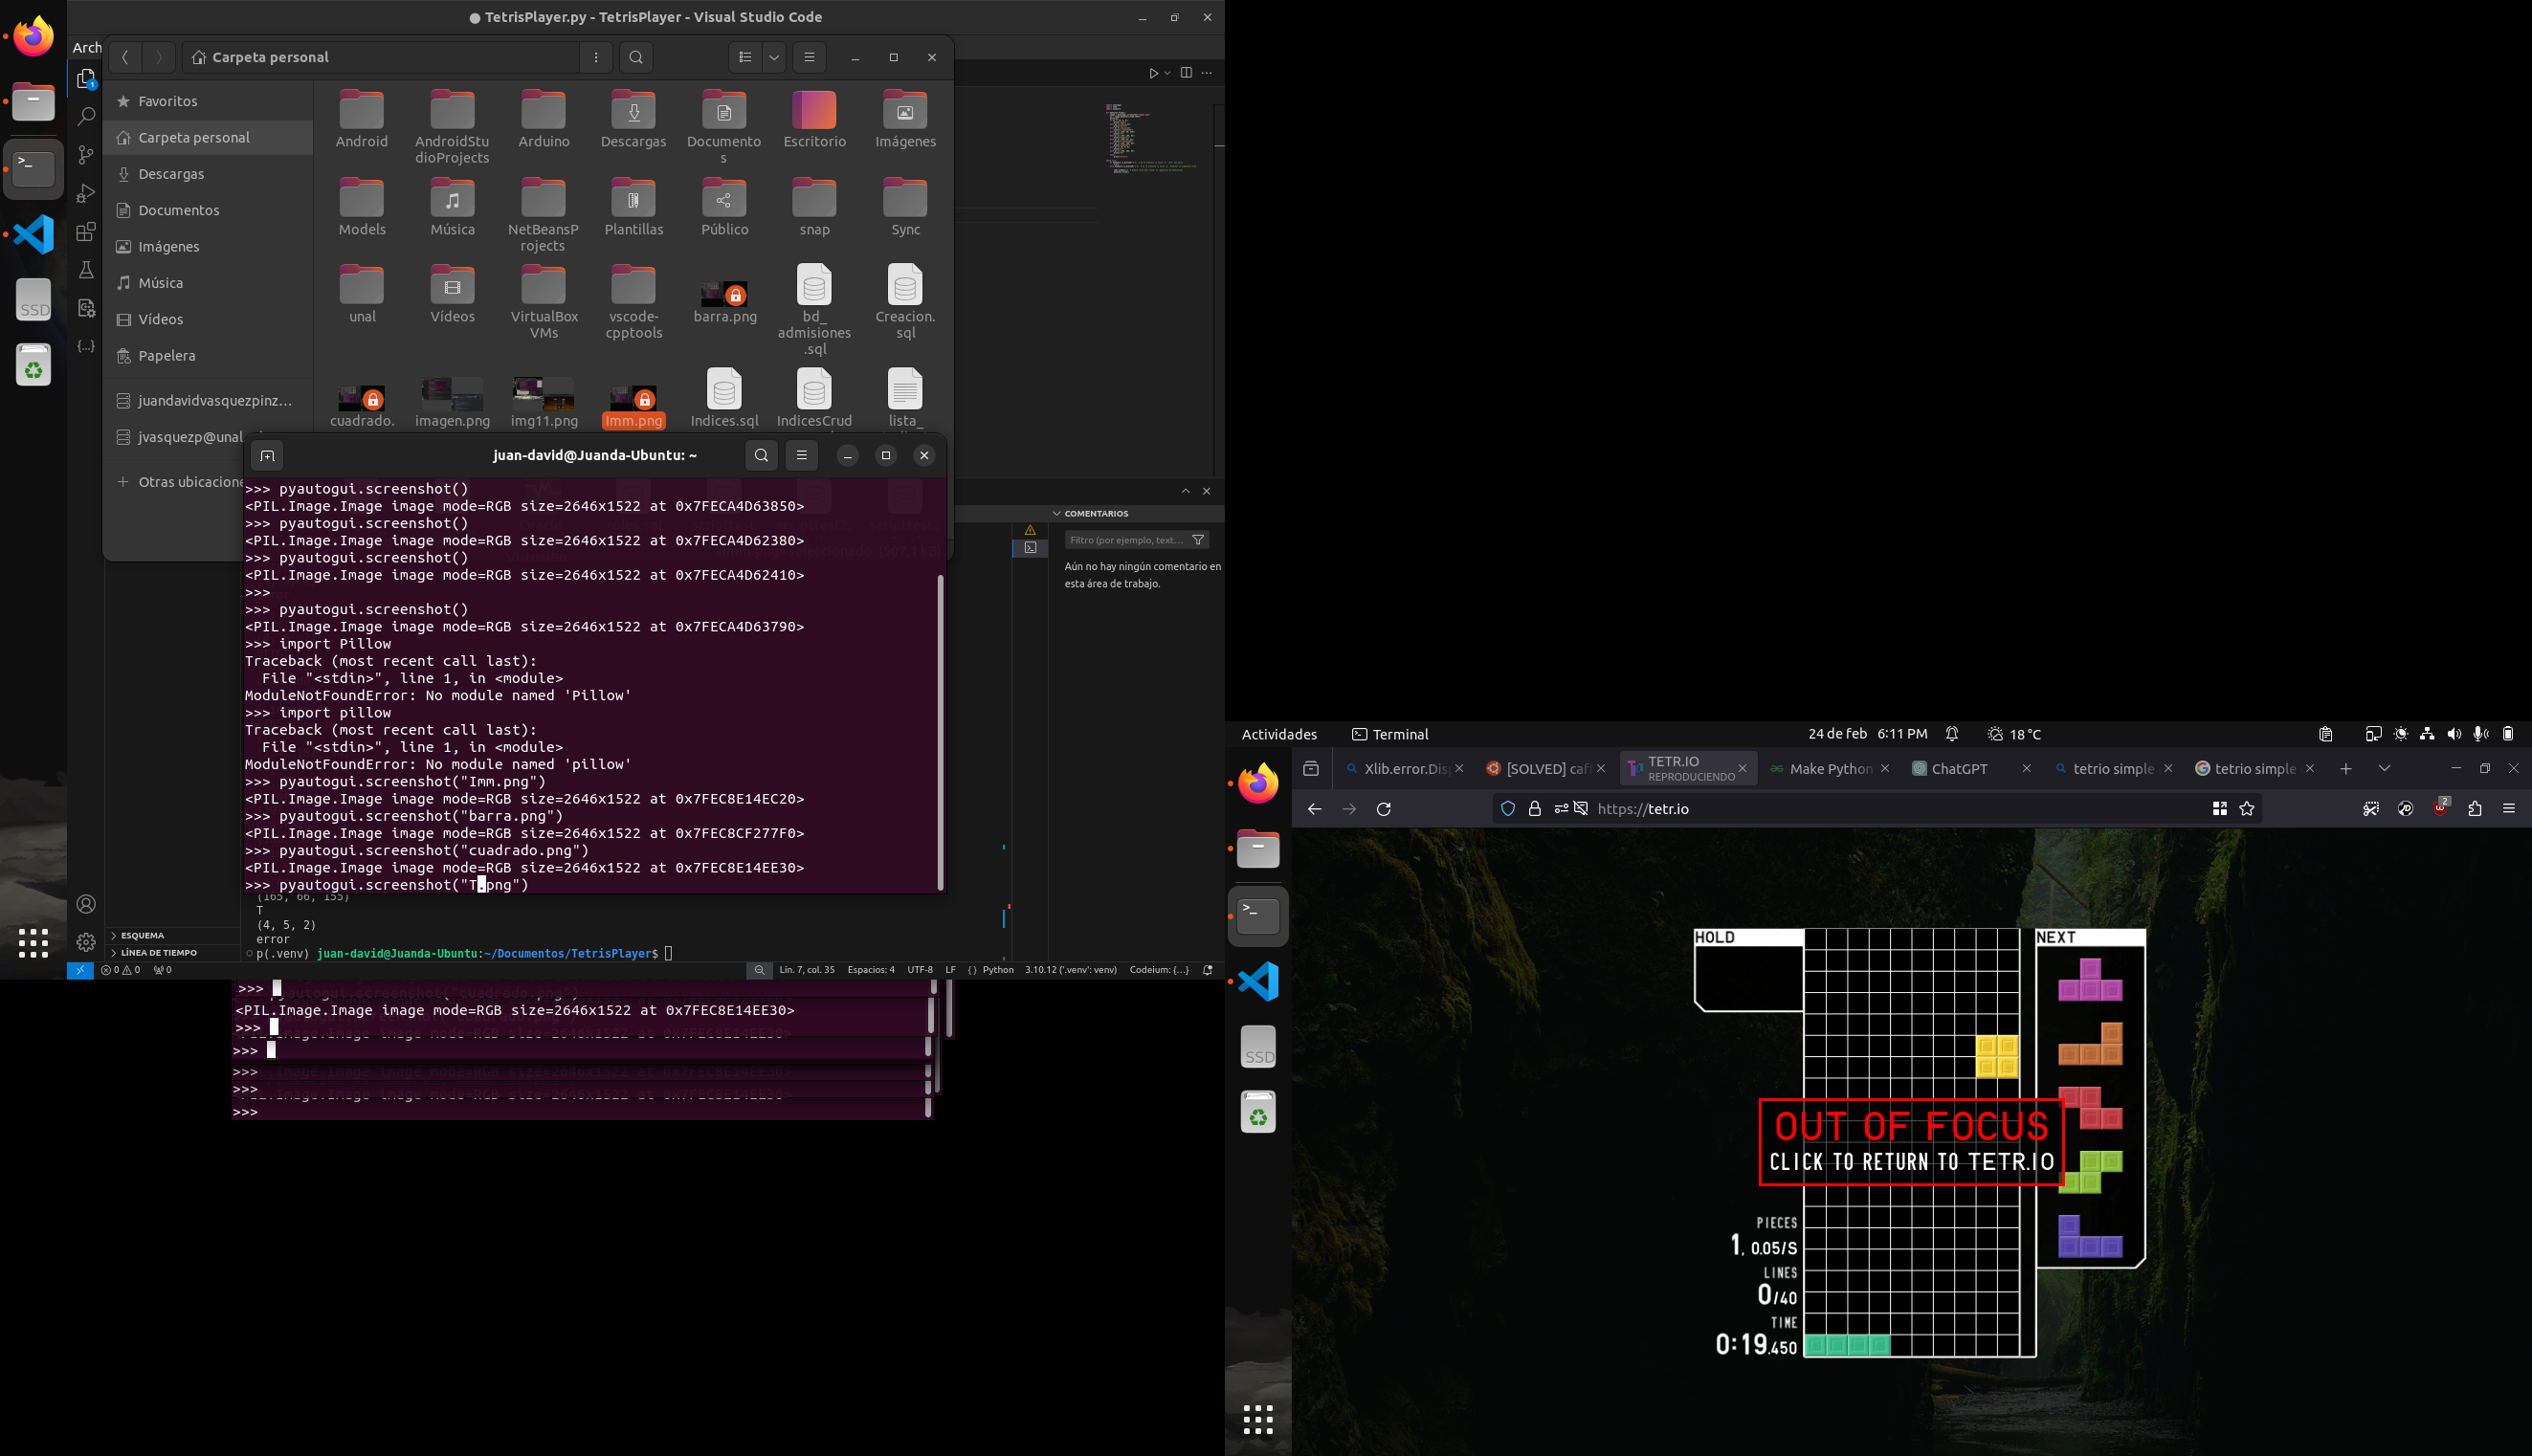 TetrisPlayer.py - TetrisPlayer - Visual Studio Code
Arch
Carpeta personal
Favoritos
Carpeta personal
Descargas
Documentos
Imágenes
Música
Vídeos
Papelera
juandavidvasquezpinz…
Otras ubicacione
Android
AndroidStu
dioProjects
Arduino
Descargas
Documento
s
Escritorio
Imágenes
Models
Música
NetBeansP
rojects
Plantillas
Público
snap
Sync
unal
Vídeos
VirtualBox
VMs
vscode-
cpptools
barra.png
bd_
admisiones
.sql
Creacion.
sql
cuadrado.
imagen.png
img11.png
Imm.png
Indices.sql
IndicesCrud
lista_
SSD
juan-david@Juanda-Ubuntu: ~
>>> pyautogui.screenshot()
<PIL.Image.Image image mode=RGB size=2646x1522 at 0x7FECA4D63850>
>>> pyautogui.screenshot()
<PIL.Image.Image image mode=RGB size=2646x1522 at 0x7FECA4D62380>
>>> pyautogui.screenshot()
<PIL.Image.Image image mode=RGB size=2646x1522 at 0x7FECA4D62410>
>>>
>>> pyautogui.screenshot()
<PIL.Image.Image image mode=RGB size=2646x1522 at 0x7FECA4D63790>
>>> import Pillow
Traceback (most recent call last):
File "<stdin>", line 1, in <module>
ModuleNotFoundError: No module named 'Pillow'
>>> import pillow
Traceback (most recent call last):
File "<stdin>", line 1, in <module>
ModuleNotFoundError: No module named 'pillow'
>>> pyautogui.screenshot("Imm.png")
<PIL.Image.Image image mode=RGB size=2646x1522 at 0x7FEC8E14EC20>
>>> pyautogui.screenshot("barra.png")
<PIL.Image.Image image mode=RGB size=2646x1522 at 0x7FEC8CF277F0>
>>> pyautogui.screenshot("cuadrado.png")
<PIL.Image.Image image mode=RGB size=2646x1522 at 0x7FEC8E14EE30>
>>> pyautogui.screenshot("T.png")
(165, 66, 155)
T
(4, 5, 2)
error
p(.venv) juan-david@Juanda-Ubuntu:~/Documentos/TetrisPlayer$
COMENTARIOS
Filtro (por ejemplo, text…
Aún no hay ningún comentario en
esta área de trabajo.
ESQUEMA
LÍNEA DE TIEMPO
0 0 0
Lín. 7, col. 35
Espacios: 4
UTF-8
LF
Python
3.10.12 ('.venv': venv)
Codeium: {…}
>>>
<PIL.Image.Image image mode=RGB size=2646x1522 at 0x7FEC8E14EE30>
>>>
>>>
>>>
>>>
>>>
Actividades
Terminal
24 de feb 6:11 PM
18 °C
Xlib.error.Dis
[SOLVED] caf
TETR.IO
REPRODUCIENDO
Make Python
ChatGPT
tetrio simple
tetrio simple
https://tetr.io
2
SSD
HOLD
NEXT
OUT OF FOCUS
CLICK TO RETURN TO TETR.IO
PIECES
1, 0.05/S
LINES
0/40
TIME
0:19.450